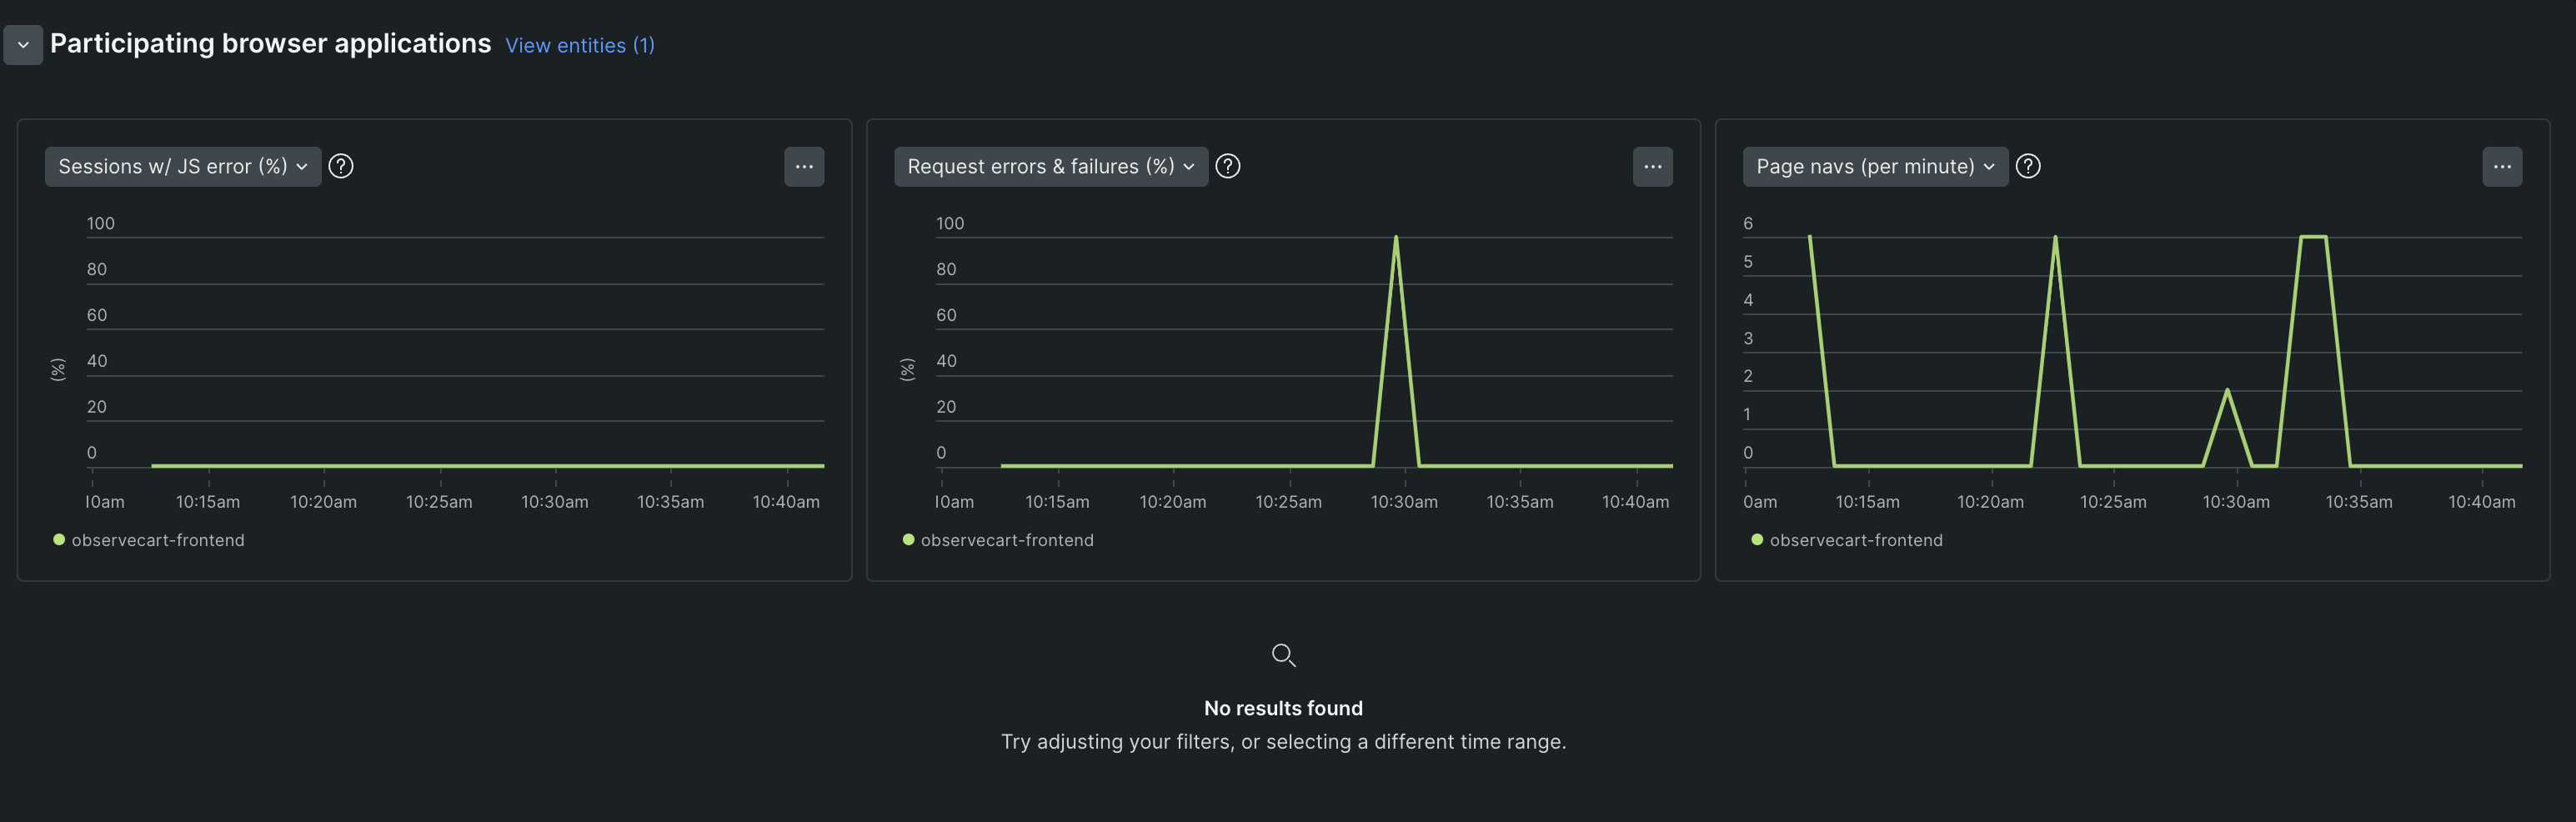 Participating browser applications View entities (1)
Sessions w/ JS error (%)
100
80
60
40
20
0
(%)
10am 10:15am 10:20am 10:25am 10:30am 10:35am 10:40am
observecart-frontend
Request errors & failures (%)
100
80
60
40
20
0
(%)
10am 10:15am 10:20am 10:25am 10:30am 10:35am 10:40am
observecart-frontend
Page navs (per minute)
6
5
4
3
2
1
0
0am 10:15am 10:20am 10:25am 10:30am 10:35am 10:40am
observecart-frontend
No results found
Try adjusting your filters, or selecting a different time range.